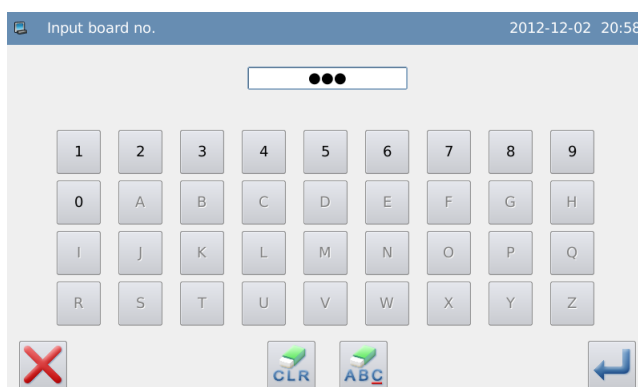 Input board no. 2012-12-02 20:58
●●●
1 2 3 4 5 6 7 8 9
0 A B C D E F G H
I J K L M N O P Q
R S T U V W X Y Z
CLR ABC